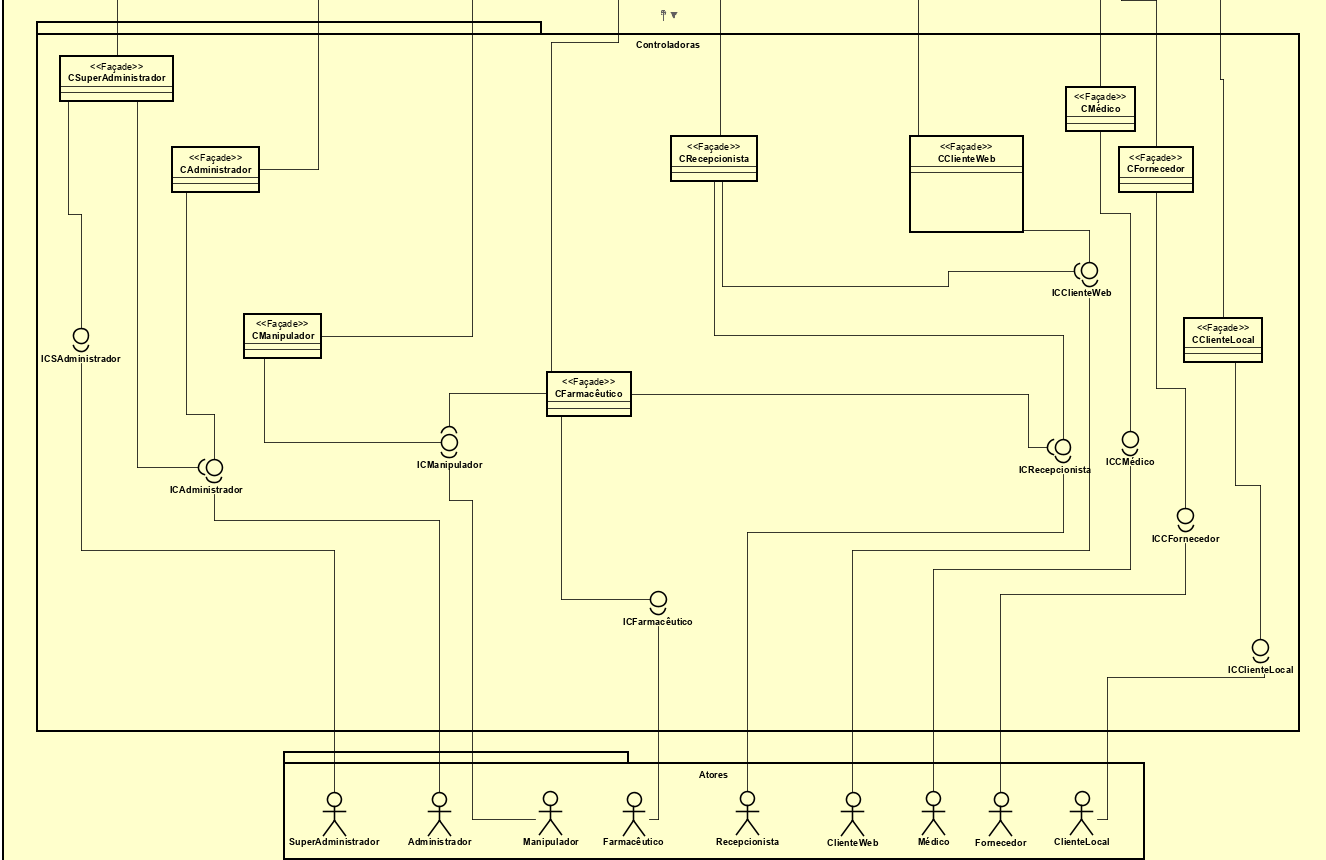 Controladoras
<<Façade>>
CSuperAdministrador
<<Façade>>
CMédico
<<Façade>>
CAdministrador
<<Façade>>
CRecepcionista
<<Façade>>
CClienteWeb
<<Façade>>
CFornecedor
ICClienteWeb
<<Façade>>
CManipulador
<<Façade>>
CClienteLocal
ICSAdministrador
<<Façade>>
CFarmacêutico
ICManipulador
ICRecepcionista
ICCMédico
ICAdministrador
ICCFornecedor
ICFarmacêutico
ICClienteLocal
Atores
SuperAdministrador
Administrador
Manipulador
Farmacêutico
Recepcionista
ClienteWeb
Médico
Fornecedor
ClienteLocal